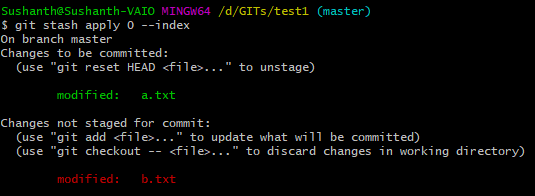 Sushanth@Sushanth-VAIO MINGW64 /d/GITs/test1 (master)
$ git stash apply 0 --index
On branch master
Changes to be committed:
  (use "git reset HEAD <file>..." to unstage)
        modified:   a.txt
Changes not staged for commit:
  (use "git add <file>..." to update what will be committed)
  (use "git checkout -- <file>..." to discard changes in working directory)
        modified:   b.txt